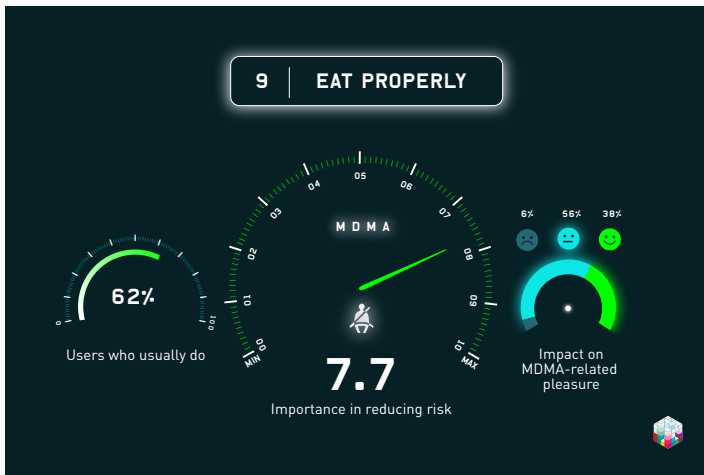 9 EAT PROPERLY
MDMA
00
01
02
03
04
05
06
07
08
09
10
MIN
MAX
0
100
62%
Users who usually do
7.7
Importance in reducing risk
6% 56% 38%
Impact on
MDMA-related
pleasure